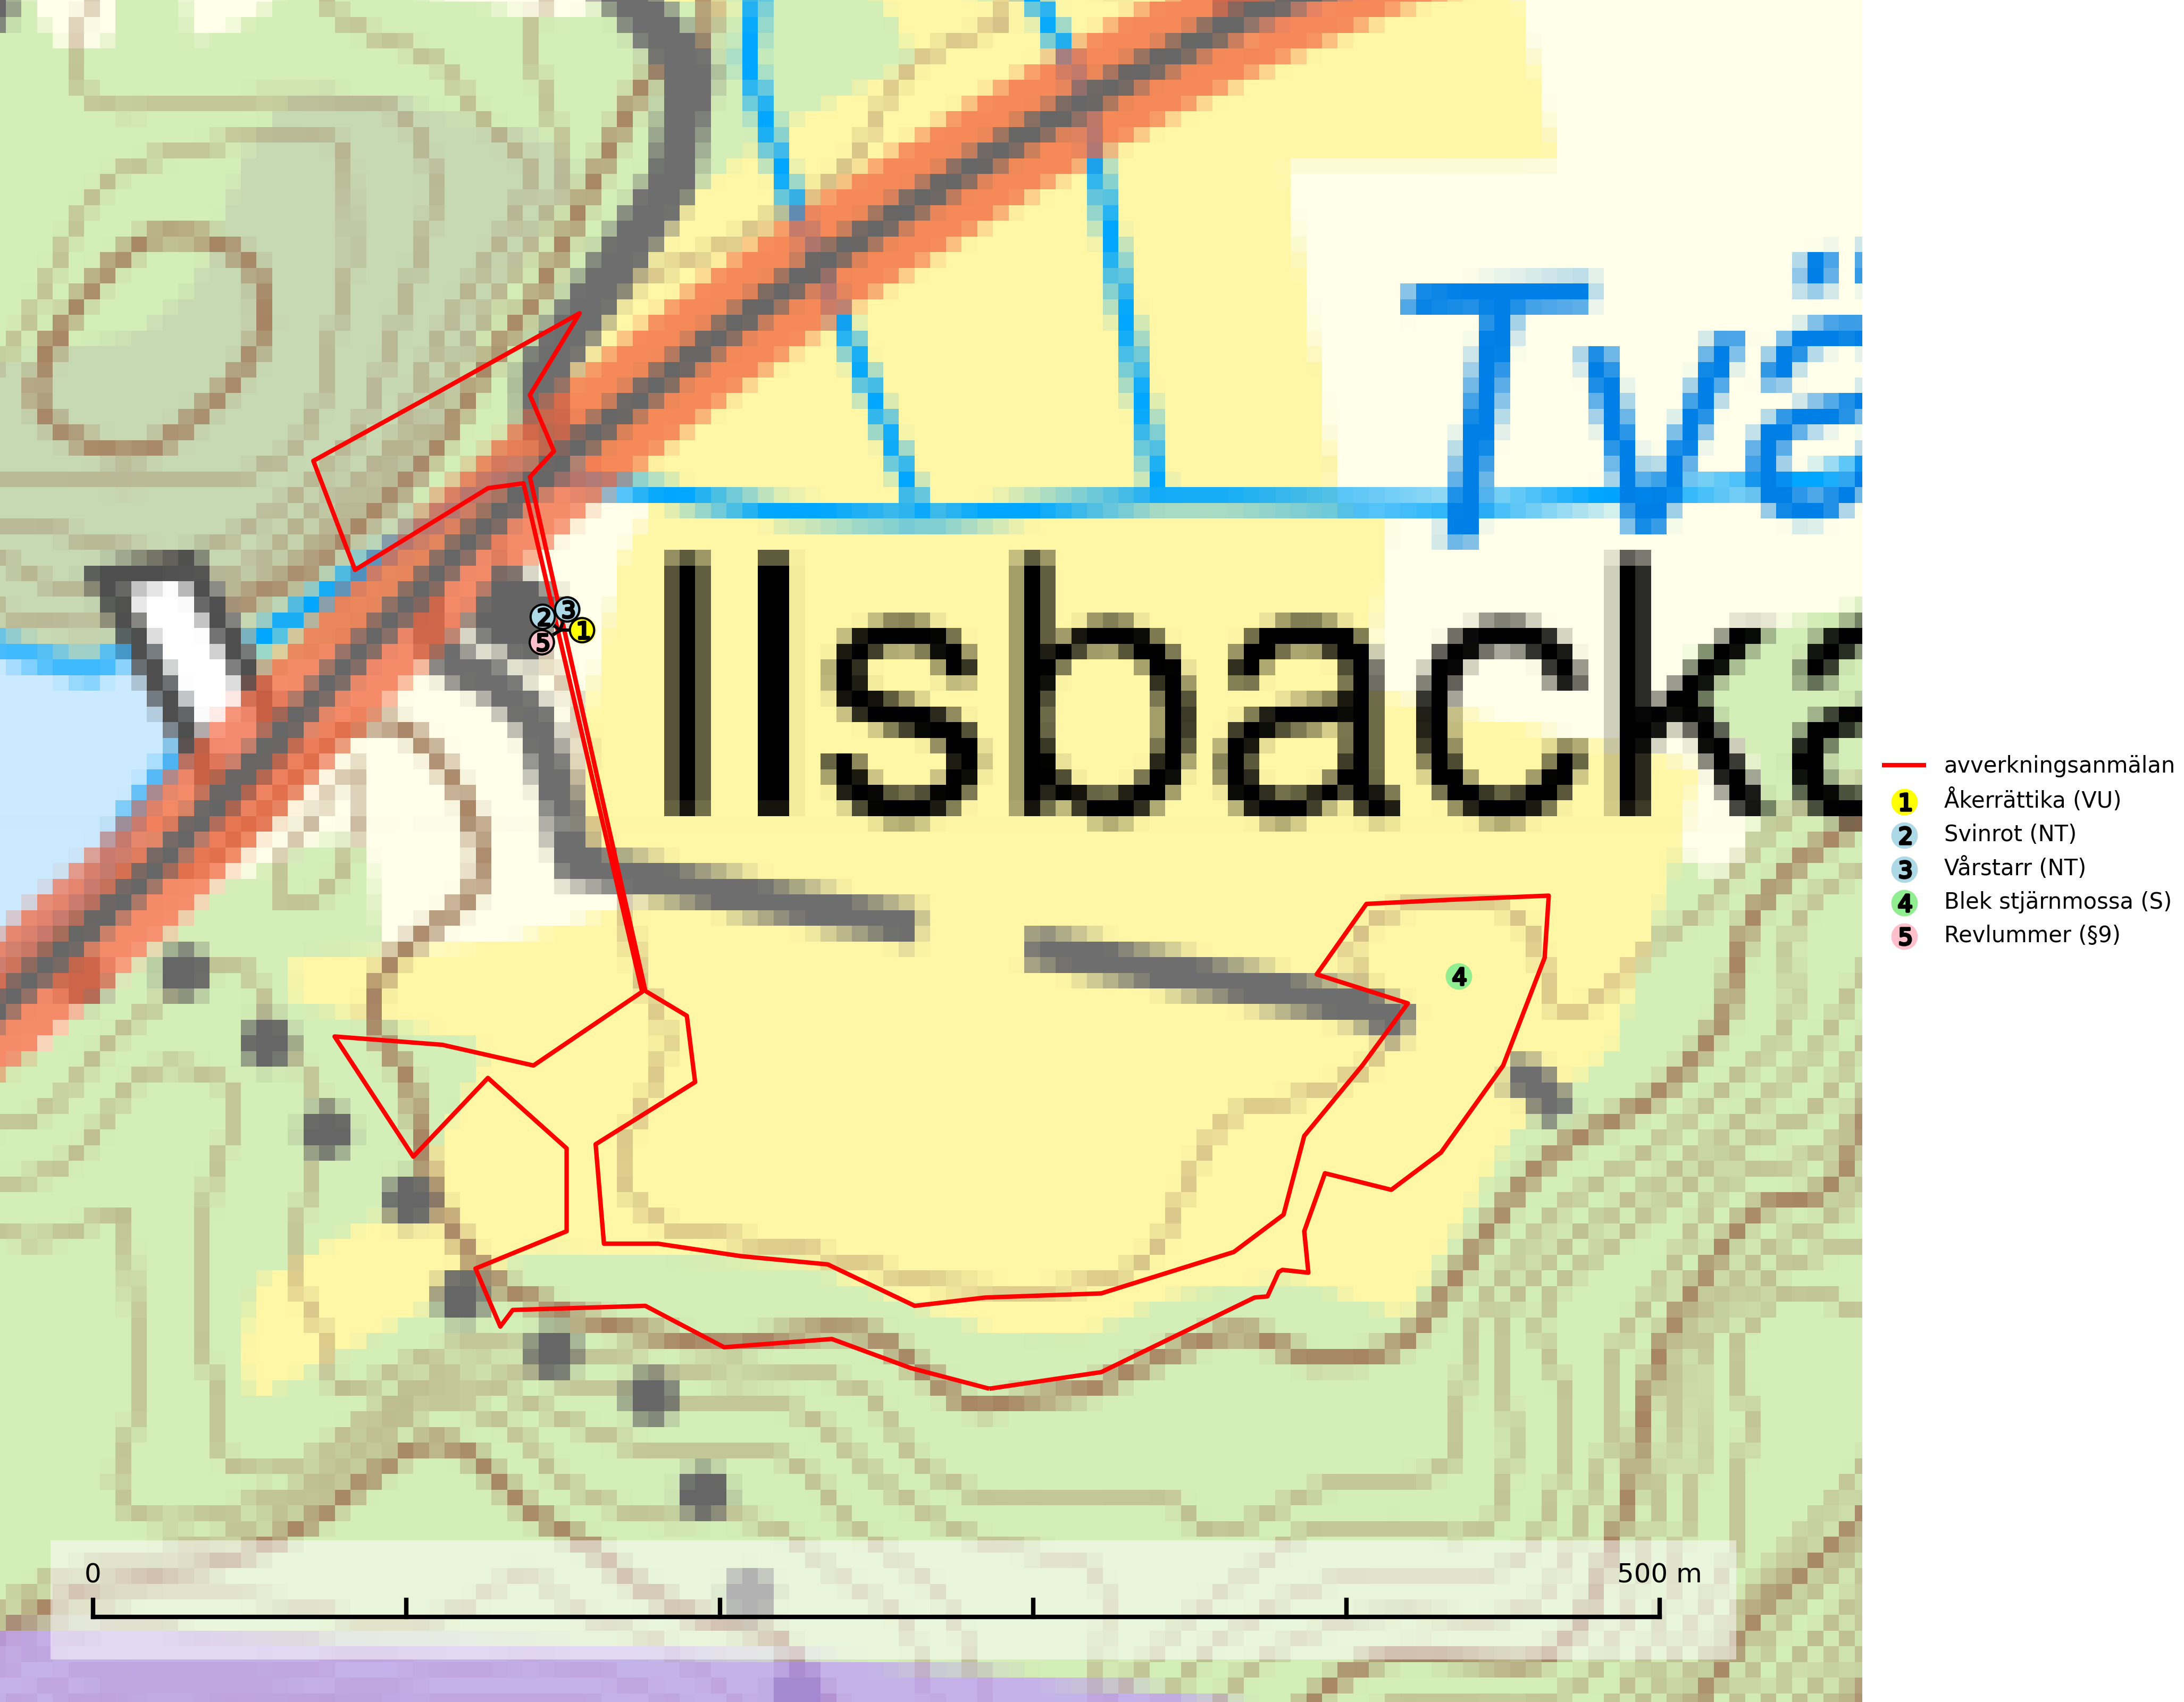 Tvä
llsbacka
avverkningsanmälan
1 Åkerrättika (VU)
2 Svinrot (NT)
3 Vårstarr (NT)
4 Blek stjärnmossa (S)
5 Revlummer (§9)
2 3
5 1
4
0 500 m